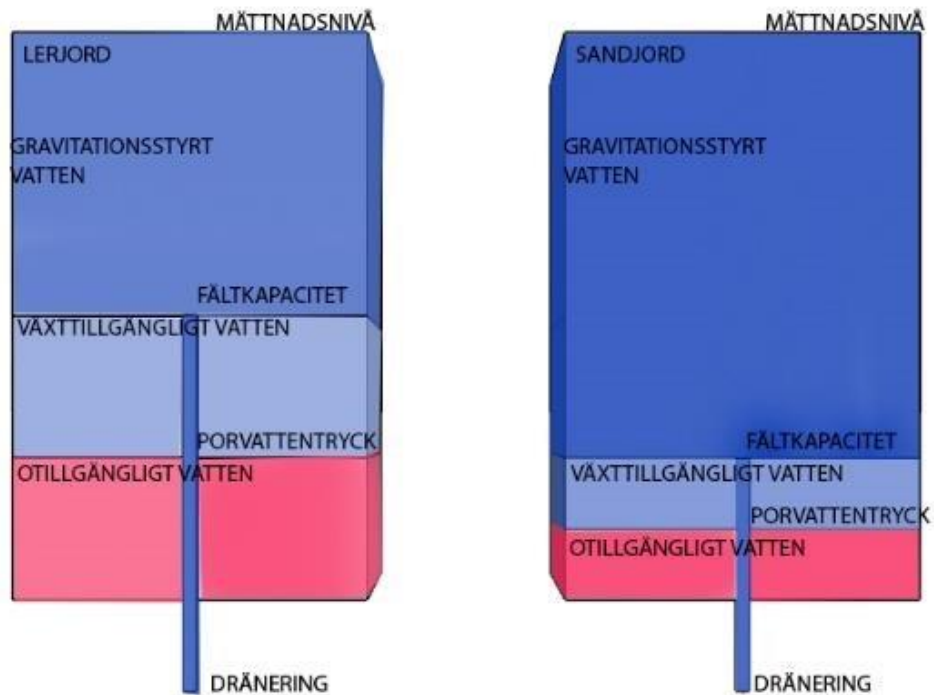 MÄTTNADSNIVÅ
LERJORD
GRAVITATIONSSTYRT
VATTEN
FÄLTKAPACITET
VÄXTTILLGÄNGLIGT VATTEN
PORVATTENTRYCK
OTILLGÄNGLIGT VATTEN
DRÄNERING
MÄTTNADSNIVÅ
SANDJORD
GRAVITATIONSSTYRT
VATTEN
FÄLTKAPACITET
VÄXTTILLGÄNGLIGT VATTEN
PORVATTENTRYCK
OTILLGÄNGLIGT VATTEN
DRÄNERING